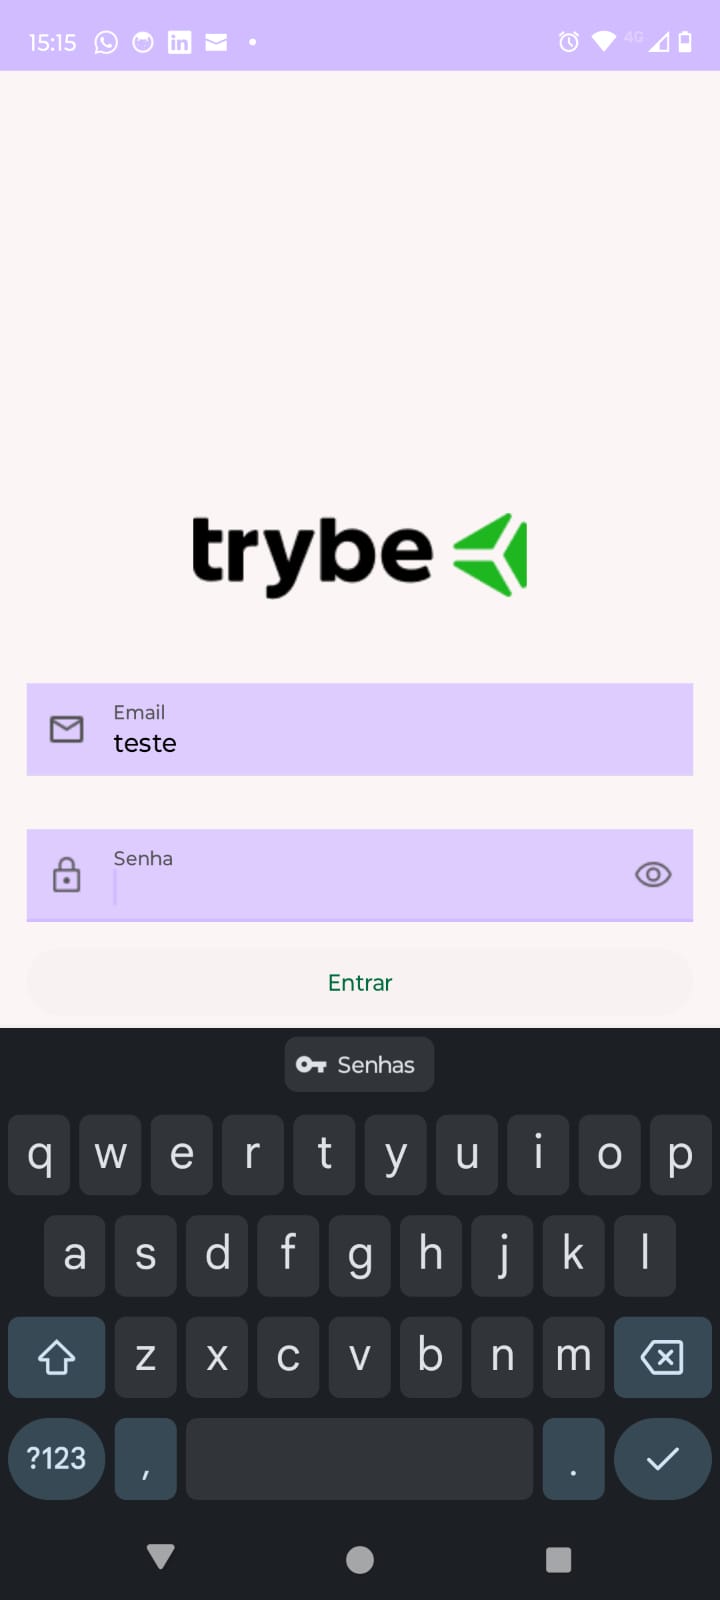 15:15
4G
trybe
Email
teste
Senha
Entrar
Senhas
q w e r t y u i o p
a s d f g h j k l
z x c v b n m
?123 , .